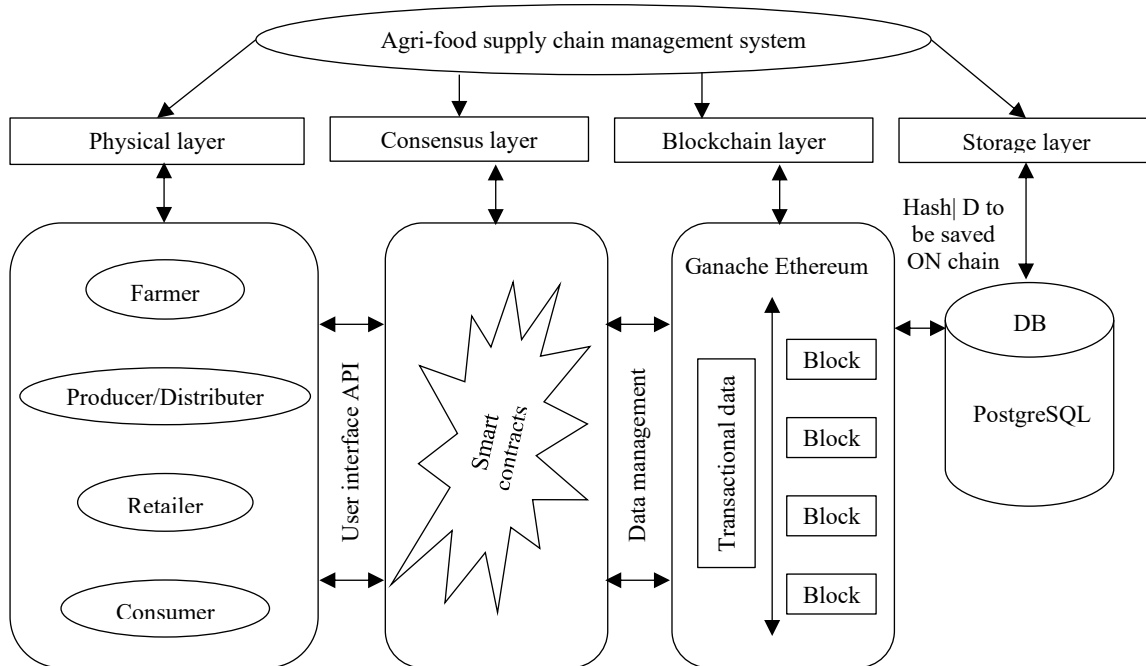 Agri-food supply chain management system
Physical layer
Consensus layer
Blockchain layer
Storage layer
Hash| D to
be saved
ON chain
Farmer
Producer/Distributer
Retailer
Consumer
User interface API
Smart
contracts
Data management
Ganache Ethereum
Transactional data
Block
Block
Block
Block
DB
PostgreSQL